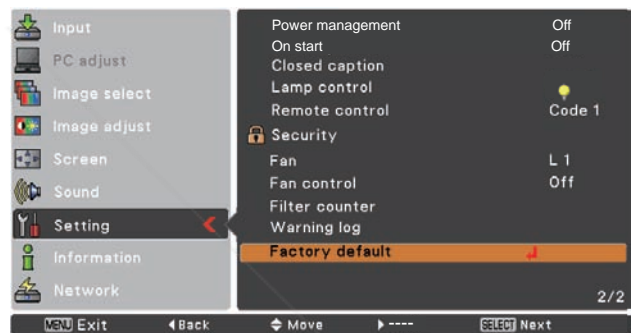 Input
PC adjust
Image select
Image adjust
Screen
Sound
Setting
Information
Network
Power management Off
On start Off
Closed caption
Lamp control
Remote control Code 1
Security
Fan L 1
Fan control Off
Filter counter
Warning log
Factory default
2/2
MENU Exit Back Move ---- SELECT Next